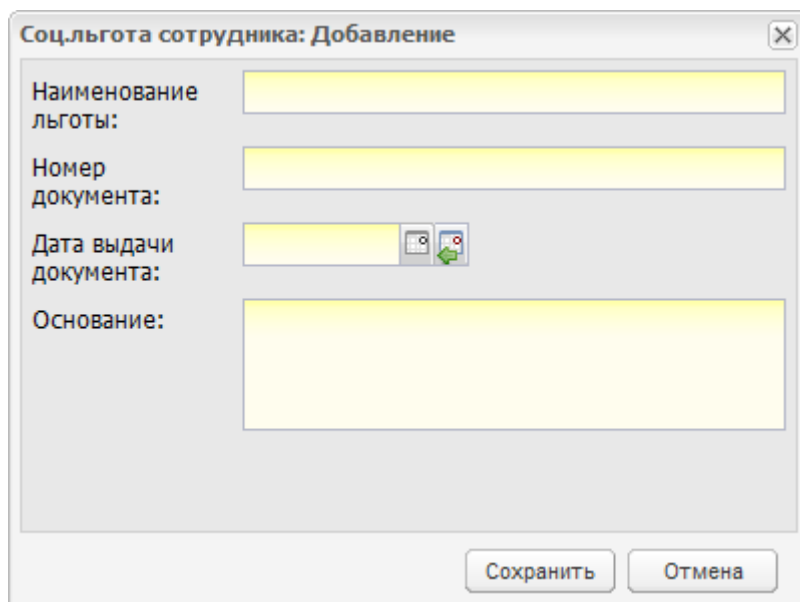 Соц.льгота сотрудника: Добавление
Наименование
льготы:
Номер
документа:
Дата выдачи
документа:
Основание:
Сохранить
Отмена